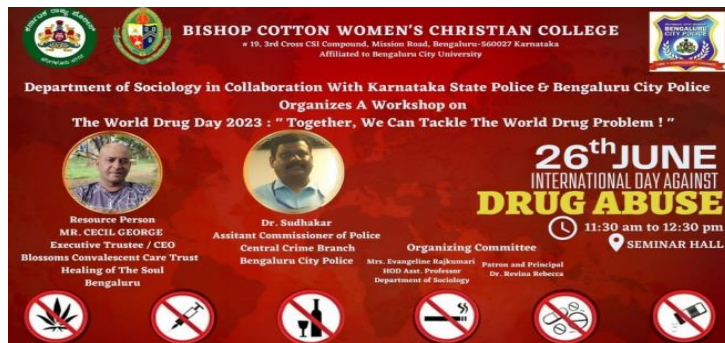 BISHOP COTTON WOMEN'S CHRISTIAN COLLEGE
# 19, 3rd Cross CSI Compound, Mission Road, Bengaluru-560027 Karnataka
Affiliated to Bengaluru City University
BENGALURU
CITY POLICE
Department of Sociology in Collaboration With Karnataka State Police & Bengaluru City Police
Organizes A Workshop on
The World Drug Day 2023 : " Together, We Can Tackle The World Drug Problem ! "
Resource Person
MR. CECIL GEORGE
Executive Trustee / CEO
Blossoms Convalescent Care Trust
Healing of The Soul
Bengaluru
Dr. Sudhakar
Assitant Commissioner of Police
Central Crime Branch
Bengaluru City Police
26th JUNE
INTERNATIONAL DAY AGAINST
DRUG ABUSE
11:30 am to 12:30 pm
SEMINAR HALL
Organizing Committee
Mrs. Evangeline Rajkumari
HOD Asst. Professor
Department of Sociology
Patron and Principal
Dr. Revina Rebecca